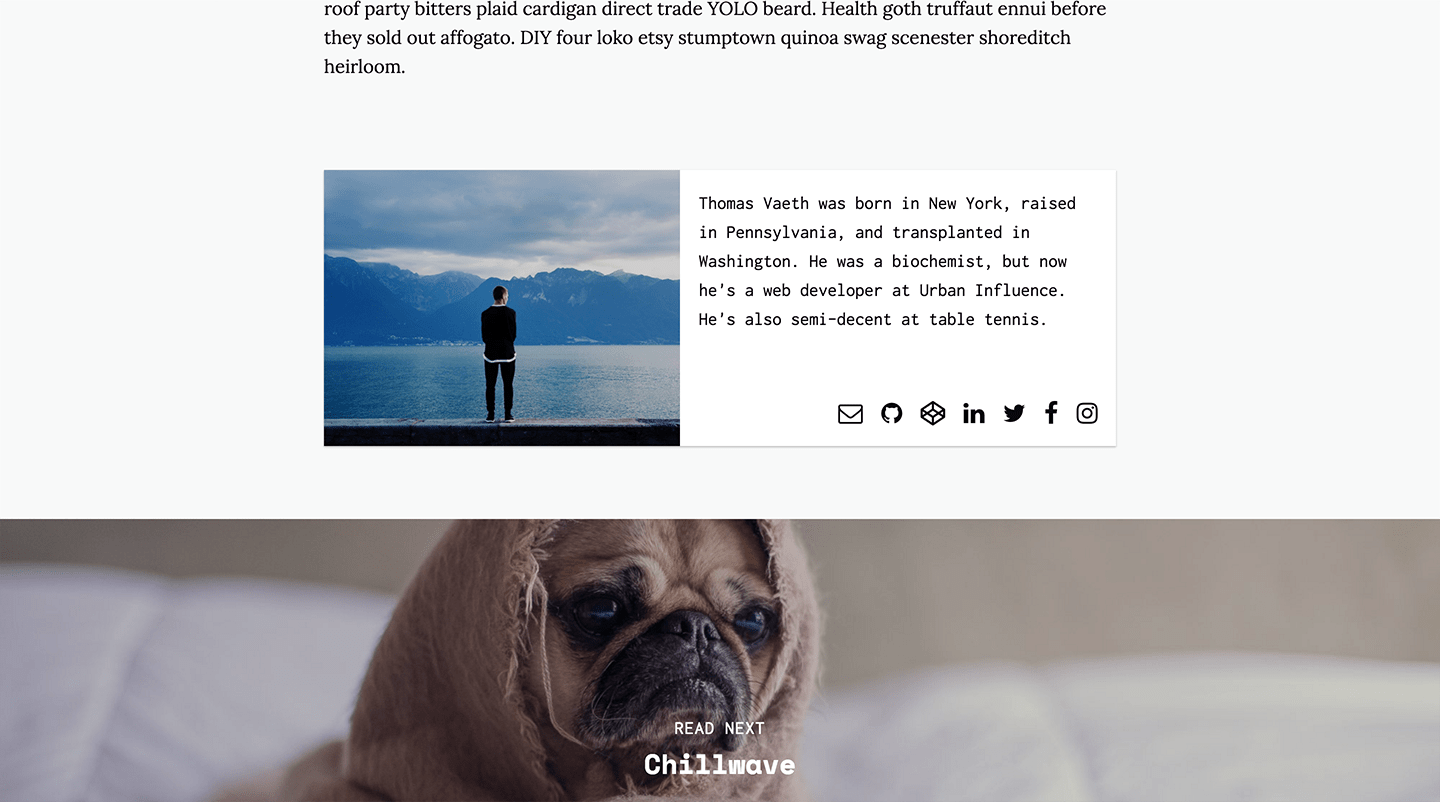 roof party bitters plaid cardigan direct trade YOLO beard. Health goth truffaut ennui before
they sold out affogato. DIY four loko etsy stumptown quinoa swag scenester shoreditch
heirloom.
Thomas Vaeth was born in New York, raised
in Pennsylvania, and transplanted in
Washington. He was a biochemist, but now
he's a web developer at Urban Influence.
He's also semi-decent at table tennis.
READ NEXT
Chillwave